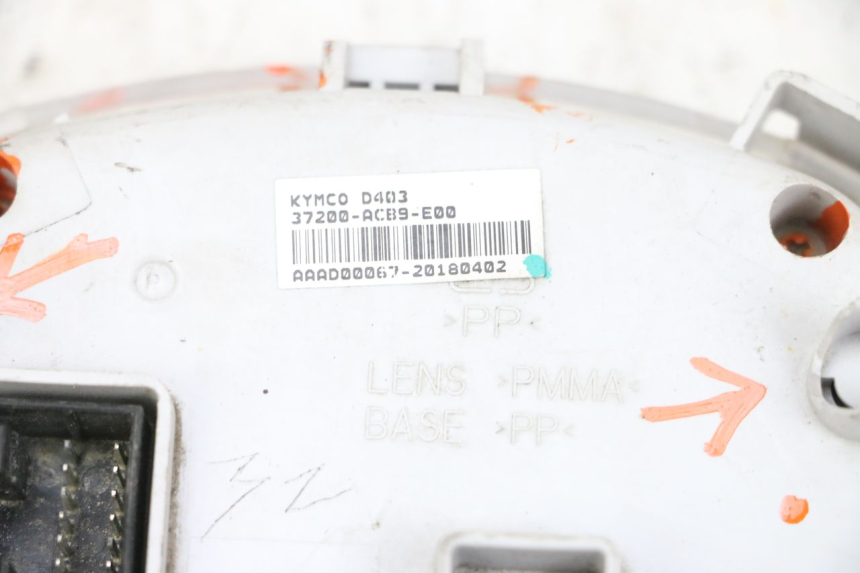 KYMCO D403
37200-ACB9-E00
AAAD00067-20180402
>PP<
LENS >PMMA<
BASE >PP<